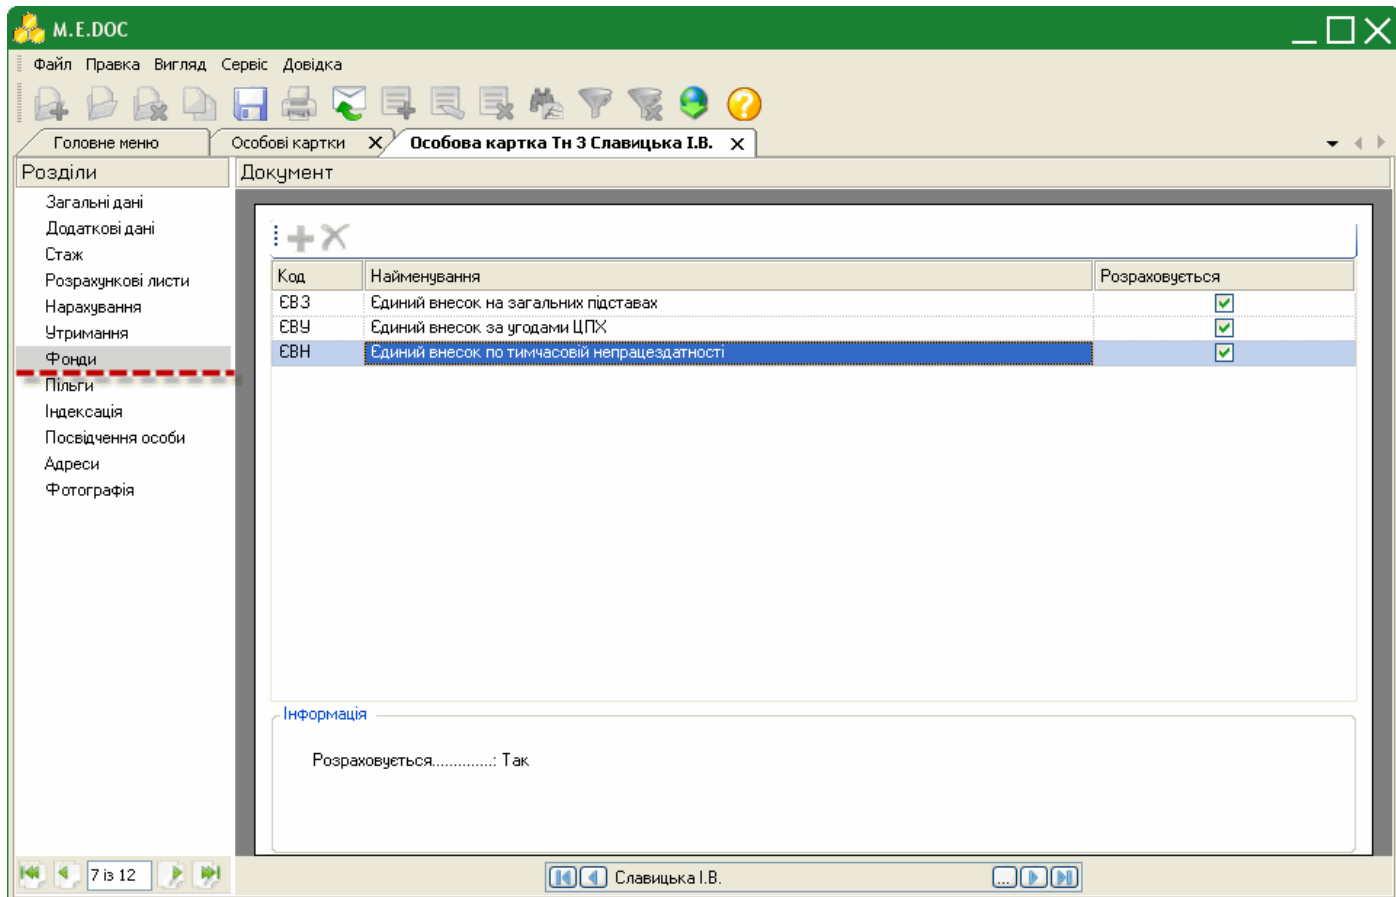 M.E.DOC
Файл Правка Вигляд Сервіс Довідка
Головне меню Особові картки Особова картка Тн 3 Славицька І.В.
Розділи Документ
Загальні дані
Додаткові дані
Стаж
Розрахункові листи
Нарахування
Утримання
Фонди
Пільги
Індексація
Посвідчення особи
Адреси
Фотографія
Код Найменування Розраховується
ЄВЗ Єдиний внесок на загальних підставах
ЄВУ Єдиний внесок за угодами ЦПХ
ЄВН Єдиний внесок по тимчасовій непрацездатності
Інформація
Розраховується..............: Так
7 із 12 Славицька І.В. ...